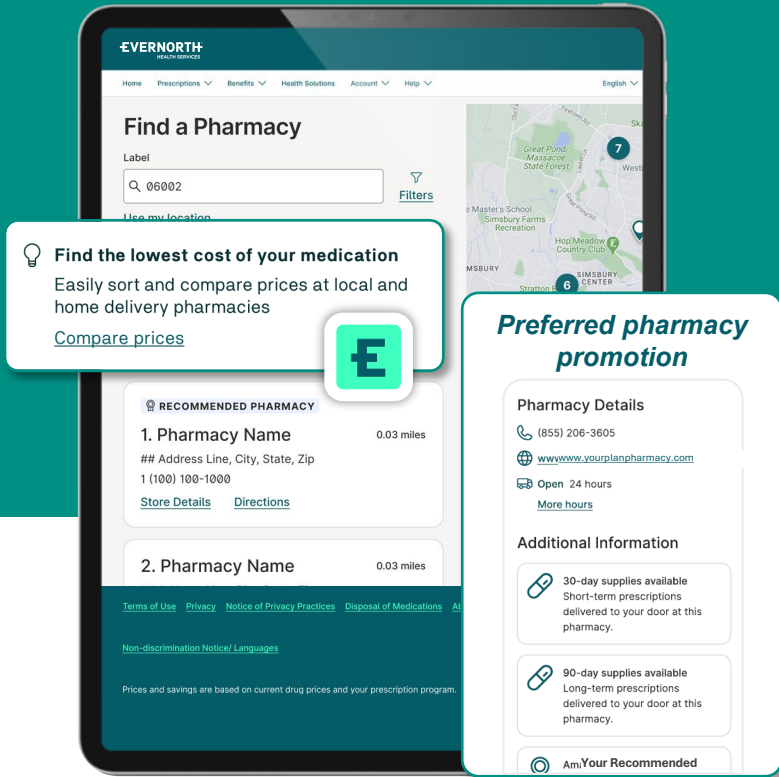 EVERNORTH
HEALTH SERVICES
Home Prescriptions Benefits Health Solutions Account Help English
Find a Pharmacy
Label
06002
Filters
Use my location
Find the lowest cost of your medication
Easily sort and compare prices at local and
home delivery pharmacies
Compare prices
E
RECOMMENDED PHARMACY
1. Pharmacy Name 0.03 miles
## Address Line, City, State, Zip
1 (100) 100-1000
Store Details Directions
2. Pharmacy Name 0.03 miles
Terms of Use Privacy Notice of Privacy Practices Disposal of Medications
Non-discrimination Notice/ Languages
Prices and savings are based on current drug prices and your prescription program.
Great Pond
Massacoe
State Forest
7
Master's School
Simsbury Farms
Recreation
Hop Meadow
Country Club
SIMSBURY
CENTER
6
Preferred pharmacy
promotion
Pharmacy Details
(855) 206-3605
www.yourplanpharmacy.com
Open 24 hours
More hours
Additional Information
30-day supplies available
Short-term prescriptions
delivered to your door at this
pharmacy.
90-day supplies available
Long-term prescriptions
delivered to your door at this
pharmacy.
Your Recommended